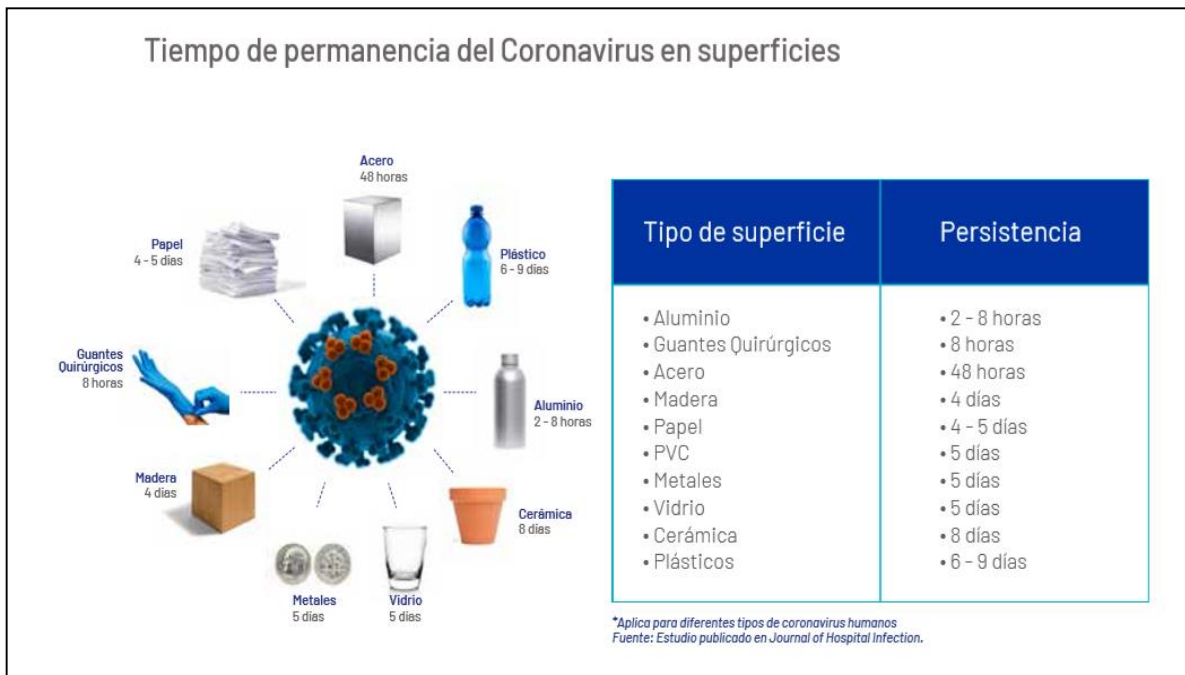 Tiempo de permanencia del Coronavirus en superficies
Acero
48 horas
Papel
4 - 5 días
Plástico
6 - 9 días
Guantes
Quirúrgicos
8 horas
Aluminio
2 - 8 horas
Madera
4 días
Cerámica
8 días
Metales
5 días
Vidrio
5 días
Tipo de superficie Persistencia
• Aluminio • 2 - 8 horas
• Guantes Quirúrgicos • 8 horas
• Acero • 48 horas
• Madera • 4 días
• Papel • 4 - 5 días
• PVC • 5 días
• Metales • 5 días
• Vidrio • 5 días
• Cerámica • 8 días
• Plásticos • 6 - 9 días
*Aplica para diferentes tipos de coronavirus humanos
Fuente: Estudio publicado en Journal of Hospital Infection.